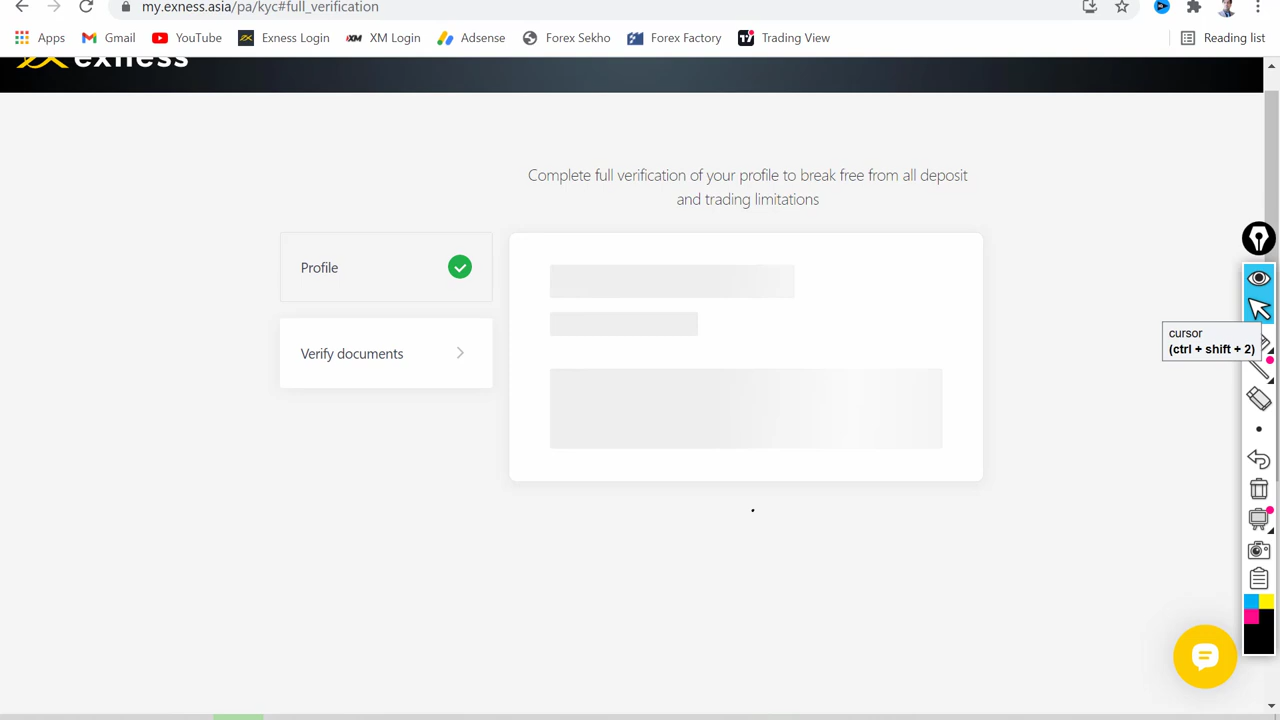 my.exness.asia/pa/kyc#full_verification
Apps Gmail YouTube Exness Login XM XM Login Adsense Forex Sekho Forex Factory Trading View Reading list
exness
Complete full verification of your profile to break free from all deposit
and trading limitations
Profile
Verify documents
cursor
(ctrl + shift + 2)